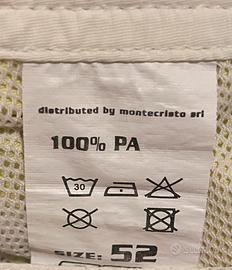 distributed by montecristo srl
100% PA
30
SIZE: 52